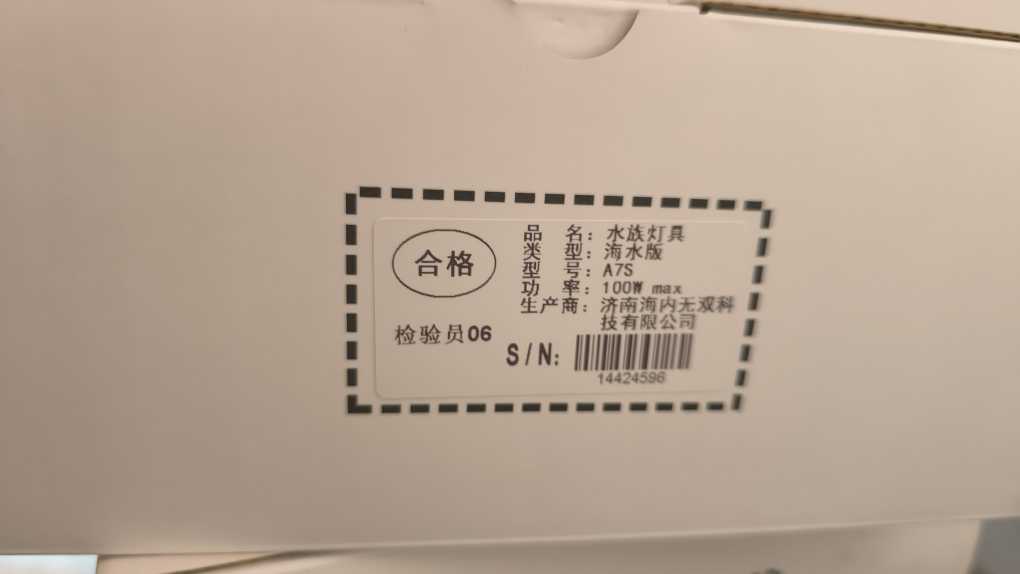 合格
检验员06
品 名：水族灯具
类 型：海水版
型 号：A7S
功 率：100W max
生产商：济南海内无双科
技有限公司
S/N:
14424596